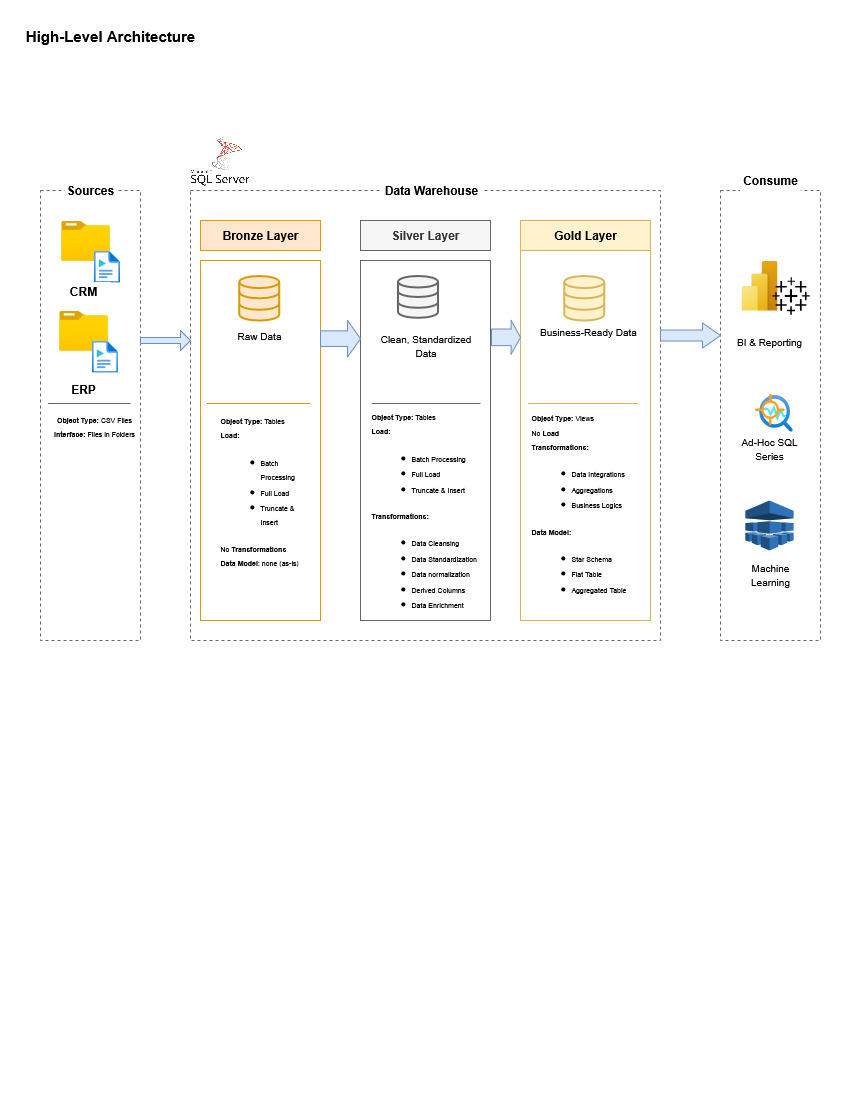 High-Level Architecture
SQL Server
Sources
Data Warehouse
Consume
CRM
ERP
Object Type: CSV Files
Interface: Files in Folders
Bronze Layer
Raw Data
Object Type: Tables
Load:
Batch
Processing
Full Load
Truncate &
Insert
No Transformations
Data Model: none (as-is)
Silver Layer
Clean, Standardized
Data
Object Type: Tables
Load:
Batch Processing
Full Load
Truncate & Insert
Transformations:
Data Cleansing
Data Standardization
Data normalization
Derived Columns
Data Enrichment
Gold Layer
Business-Ready Data
Object Type: Views
No Load
Transformations:
Data Integrations
Aggregations
Business Logics
Data Model:
Star Schema
Flat Table
Aggregated Table
BI & Reporting
Ad-Hoc SQL
Series
Machine
Learning